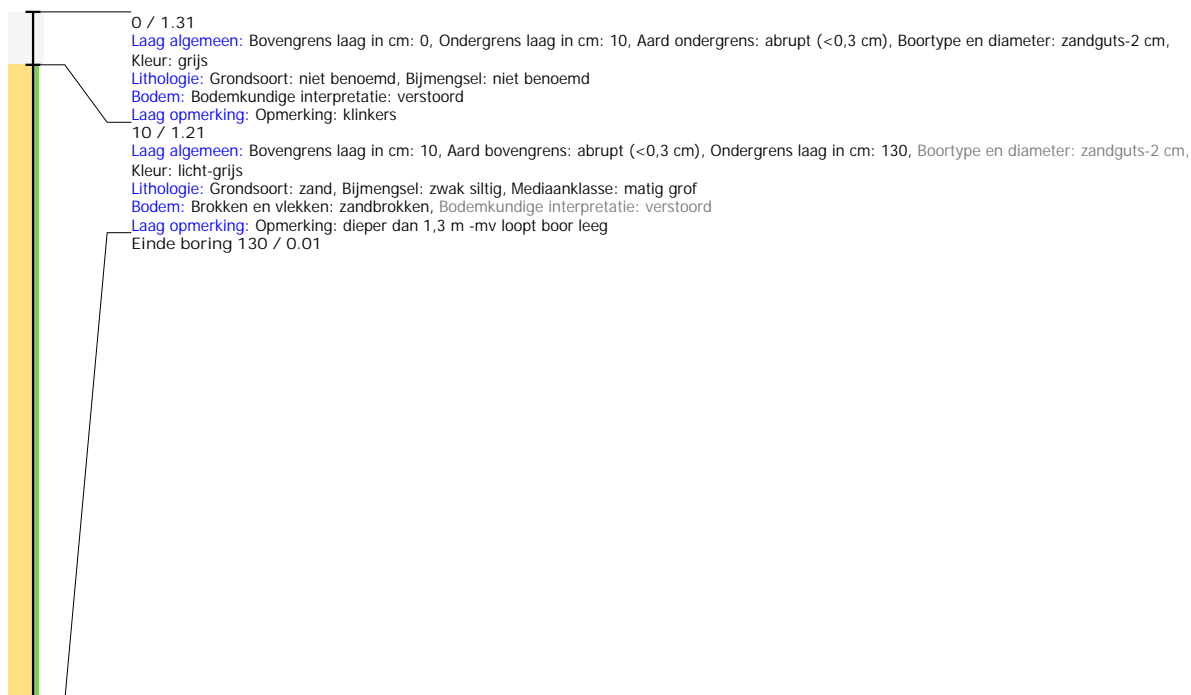 0 / 1.31
Laag algemeen: Bovengrens laag in cm: 0, Ondergrens laag in cm: 10, Aard ondergrens: abrupt (<0,3 cm), Boortype en diameter: zandguts-2 cm,
Kleur: grijs
Lithologie: Grondsoort: niet benoemd, Bijmengsel: niet benoemd
Bodem: Bodemkundige interpretatie: verstoord
Laag opmerking: Opmerking: klinkers
10 / 1.21
Laag algemeen: Bovengrens laag in cm: 10, Aard bovengrens: abrupt (<0,3 cm), Ondergrens laag in cm: 130, Boortype en diameter: zandguts-2 cm,
Kleur: licht-grijs
Lithologie: Grondsoort: zand, Bijmengsel: zwak siltig, Mediaanklasse: matig grof
Bodem: Brokken en vlekken: zandbrokken, Bodemkundige interpretatie: verstoord
Laag opmerking: Opmerking: dieper dan 1,3 m -mv loopt boor leeg
Einde boring 130 / 0.01